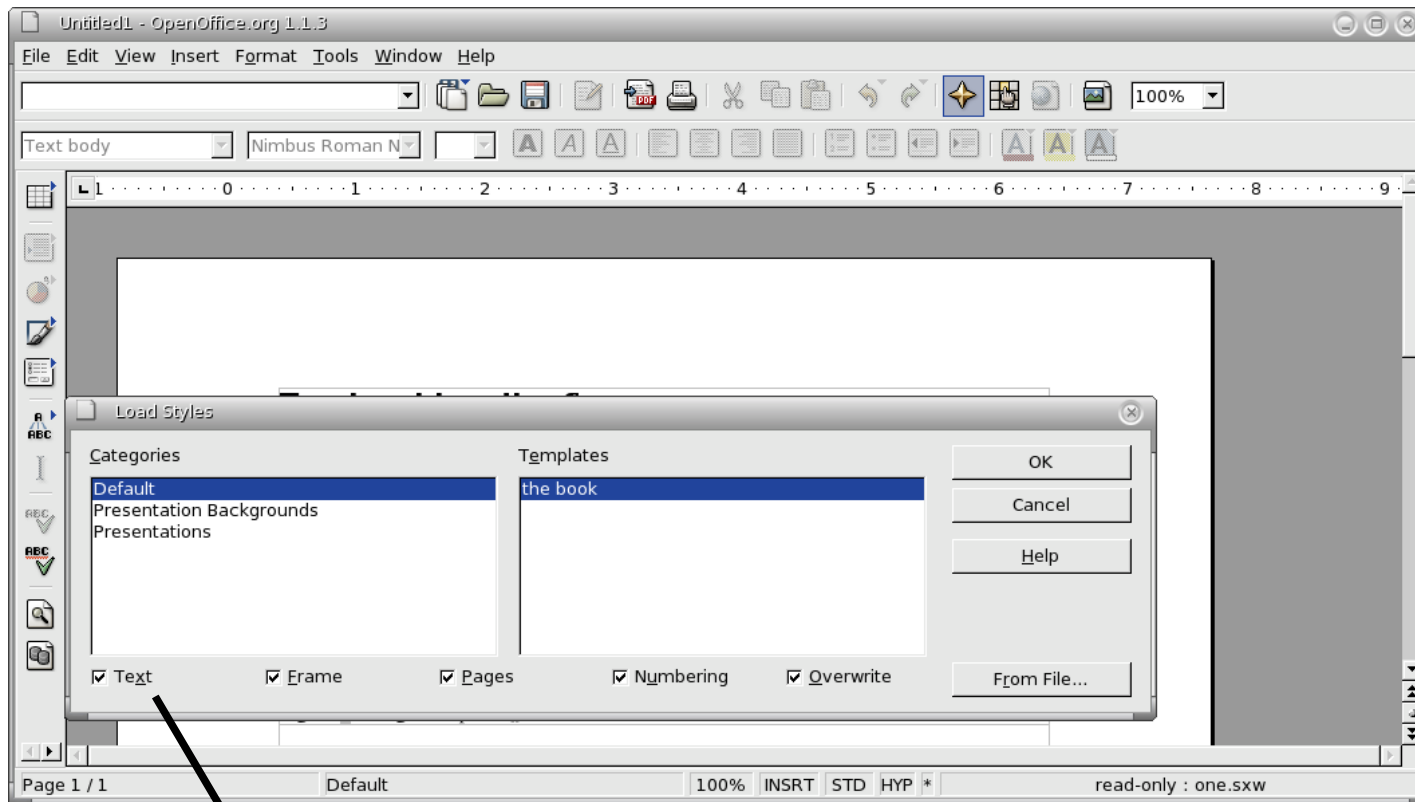 Untitled1 - OpenOffice.org 1.1.3
File Edit View Insert Format Tools Window Help
100%
Text body Nimbus Roman N
1 0 1 2 3 4 5 6 7 8 9
Load Styles
Categories Templates
Default
Presentation Backgrounds
Presentations
the book
OK
Cancel
Help
Text Frame Pages Numbering Overwrite From File...
Page 1 / 1 Default 100% INSRT STD HYP * read-only : one.sxw